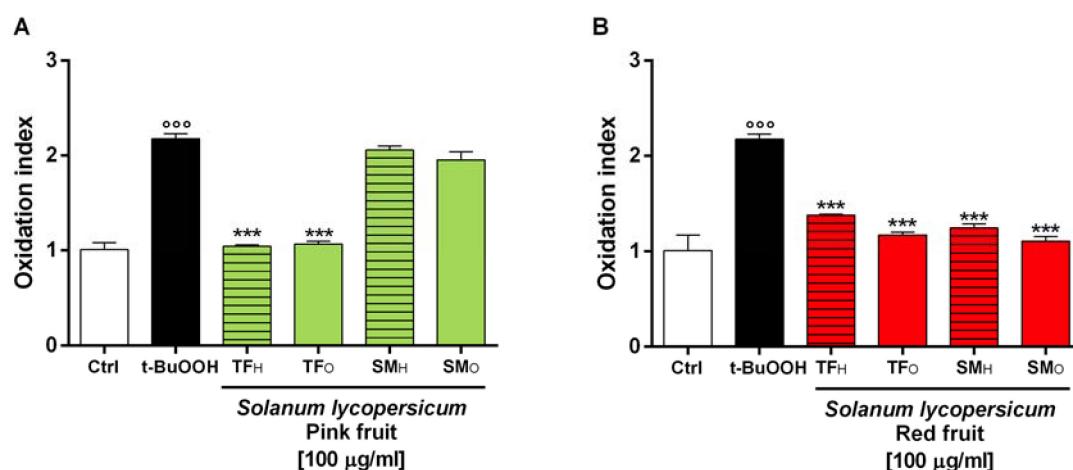 A
Oxidation index
3
2
1
0
°°°
***
***
Ctrl t-BuOOH TFH TFO SMH SMO
Solanum lycopersicum
Pink fruit
[100 µg/ml]
B
Oxidation index
3
2
1
0
°°°
***
***
***
***
Ctrl t-BuOOH TFH TFO SMH SMO
Solanum lycopersicum
Red fruit
[100 µg/ml]